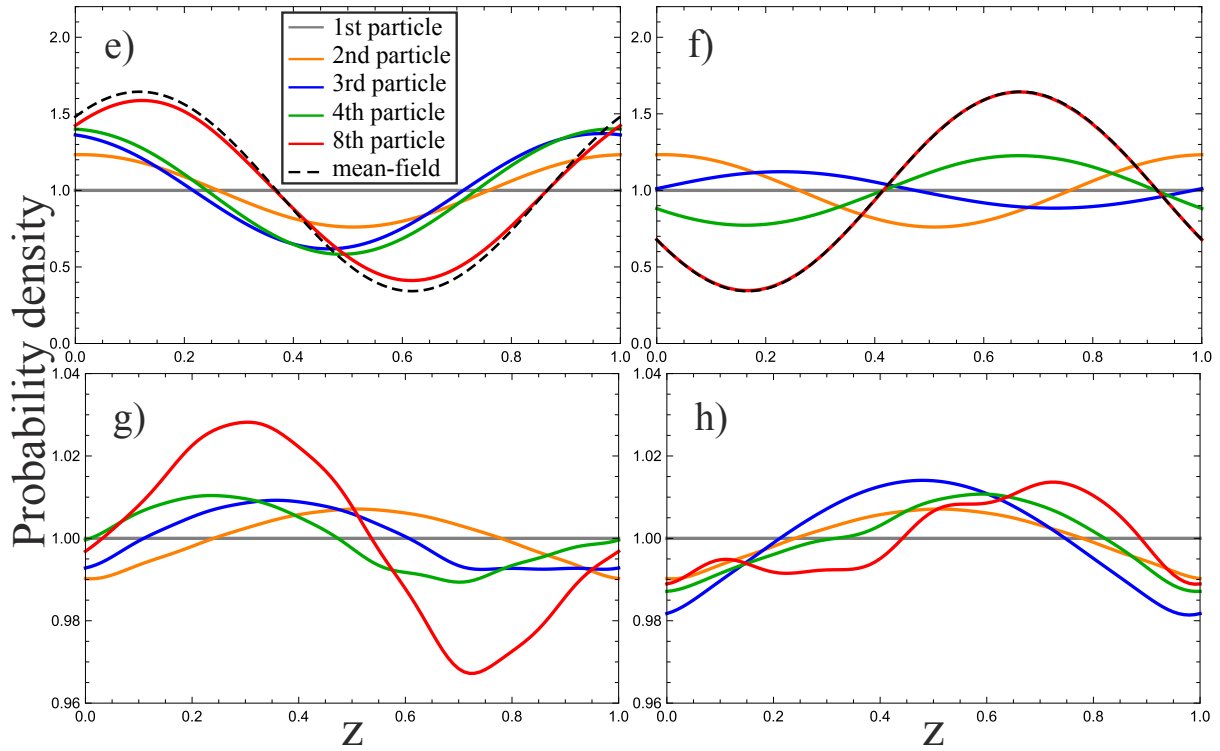 e)
1st particle
2nd particle
3rd particle
4th particle
8th particle
mean-field
2.0
1.5
1.0
0.5
0.0
0.0 0.2 0.4 0.6 0.8 1.0
f)
2.0
1.5
1.0
0.5
0.0
0.0 0.2 0.4 0.6 0.8 1.0
Probability density
g)
1.04
1.02
1.00
0.98
0.96
0.0 0.2 0.4 0.6 0.8 1.0
z
h)
1.04
1.02
1.00
0.98
0.96
0.0 0.2 0.4 0.6 0.8 1.0
z